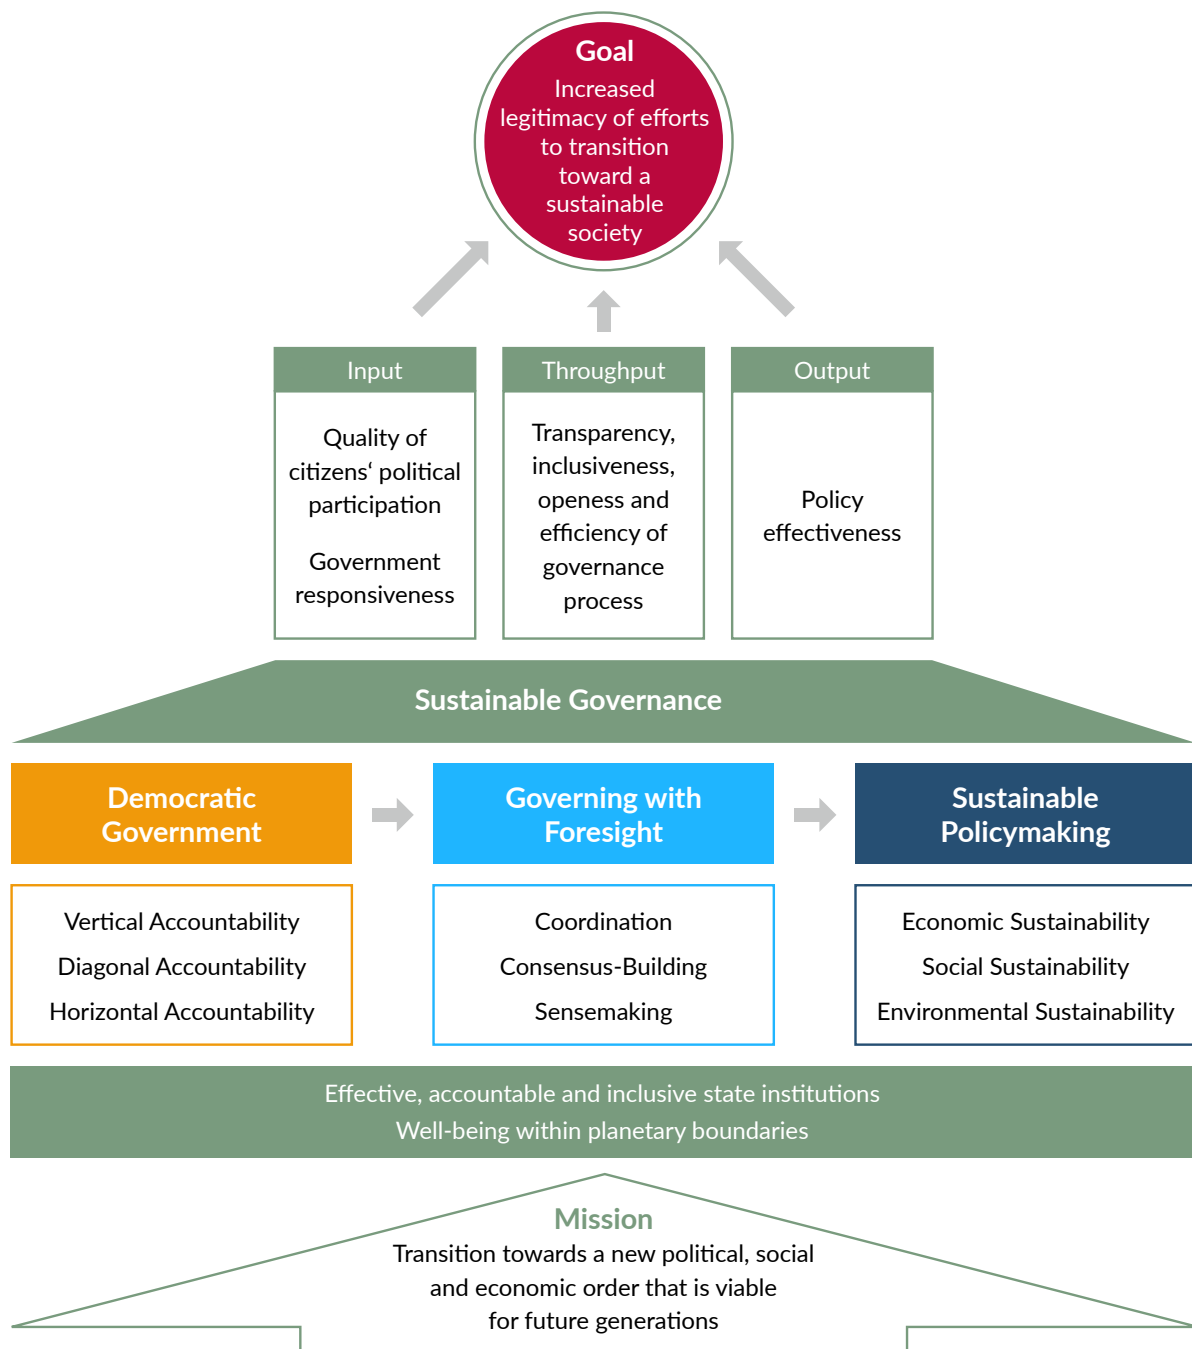 Goal
Increased
legitimacy of efforts
to transition
toward a
sustainable
society
Input
Quality of
citizens‘ political
participation
Government
responsiveness
Throughput
Transparency,
inclusiveness,
openess and
efficiency of
governance
process
Output
Policy
effectiveness
Sustainable Governance
Democratic
Government
Vertical Accountability
Diagonal Accountability
Horizontal Accountability
Governing with
Foresight
Coordination
Consensus-Building
Sensemaking
Sustainable
Policymaking
Economic Sustainability
Social Sustainability
Environmental Sustainability
Effective, accountable and inclusive state institutions
Well-being within planetary boundaries
Mission
Transition towards a new political, social
and economic order that is viable
for future generations